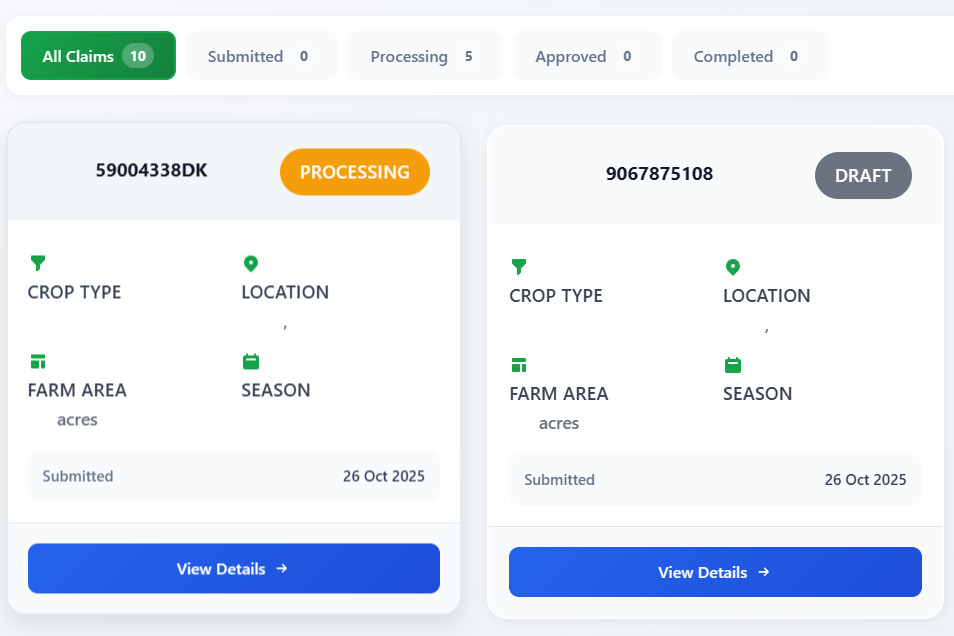 All Claims 10 Submitted 0 Processing 5 Approved 0 Completed 0
59004338DK PROCESSING
CROP TYPE LOCATION
,
FARM AREA SEASON
acres
Submitted 26 Oct 2025
View Details →
9067875108 DRAFT
CROP TYPE LOCATION
,
FARM AREA SEASON
acres
Submitted 26 Oct 2025
View Details →